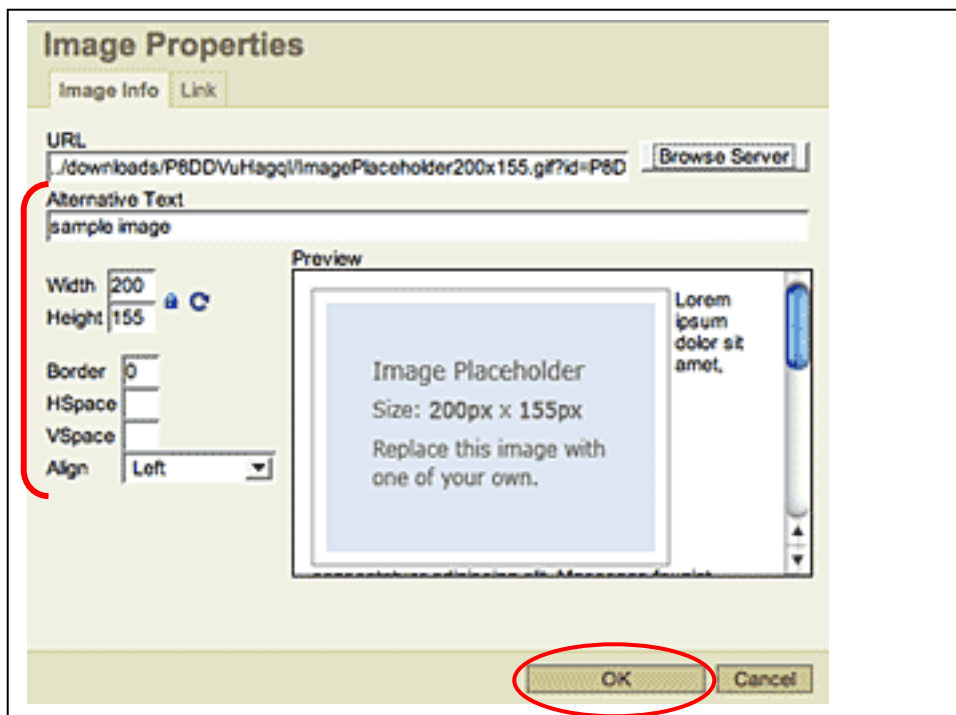 Image Properties
Image Info Link
URL
../downloads/P8DDVuHagqI/ImagePlaceholder200x155.gif?id=P8D
Browse Server
Alternative Text
sample image
Width 200
Height 155
Border 0
HSpace
VSpace
Align Left
Preview
Image Placeholder
Size: 200px x 155px
Replace this image with
one of your own.
Lorem
ipsum
dolor sit
amet,
OK Cancel